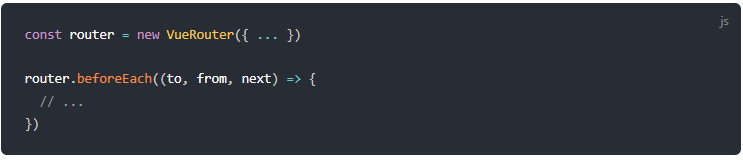 js
const router = new VueRouter({ ... })
router.beforeEach((to, from, next) => {
// ...
})